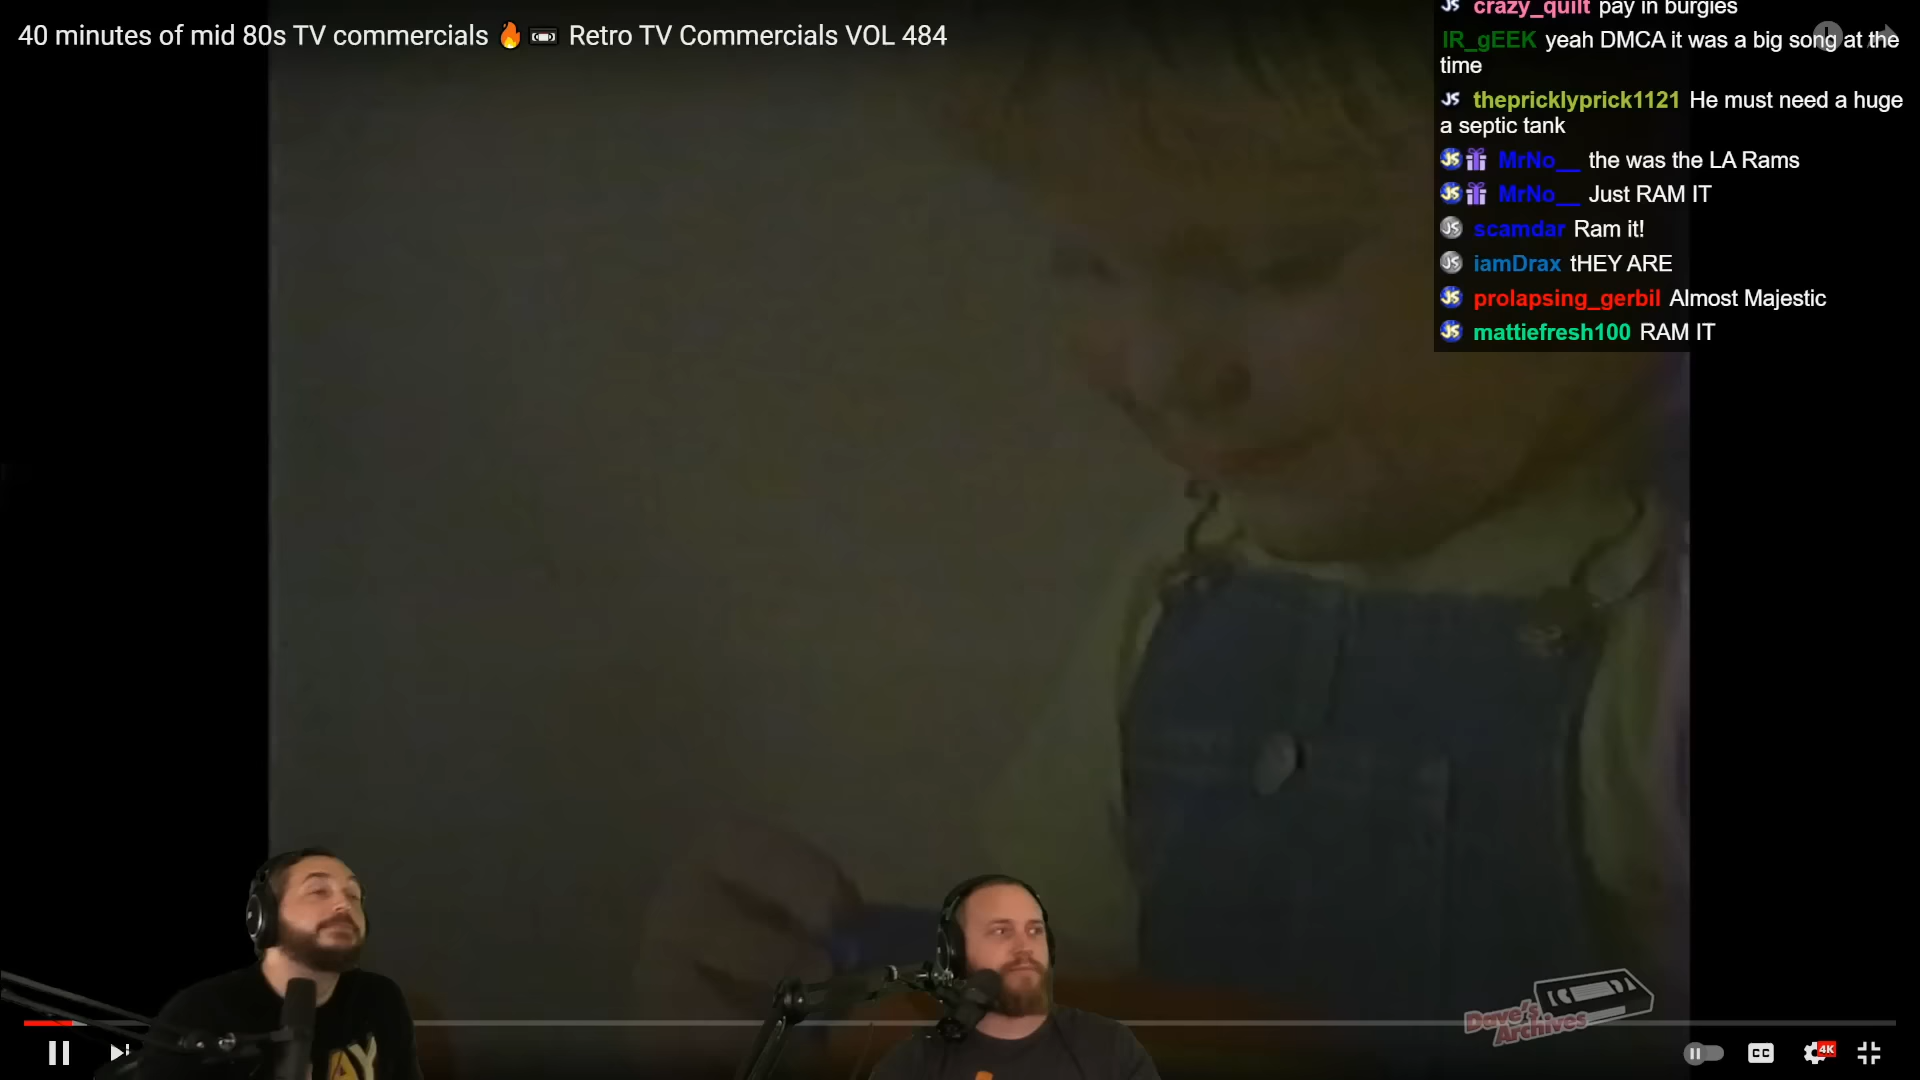 40 minutes of mid 80s TV commercials 🔥📼 Retro TV Commercials VOL 484
crazy_quilt pay in burgies
IR_gEEK yeah DMCA it was a big song at the
time
thepricklyprick1121 He must need a huge
a septic tank
MrNo__ the was the LA Rams
MrNo__ Just RAM IT
scamdar Ram it!
iamDrax tHEY ARE
prolapsing_gerbil Almost Majestic
mattiefresh100 RAM IT
Dave's
Archives
AY
CC
4K